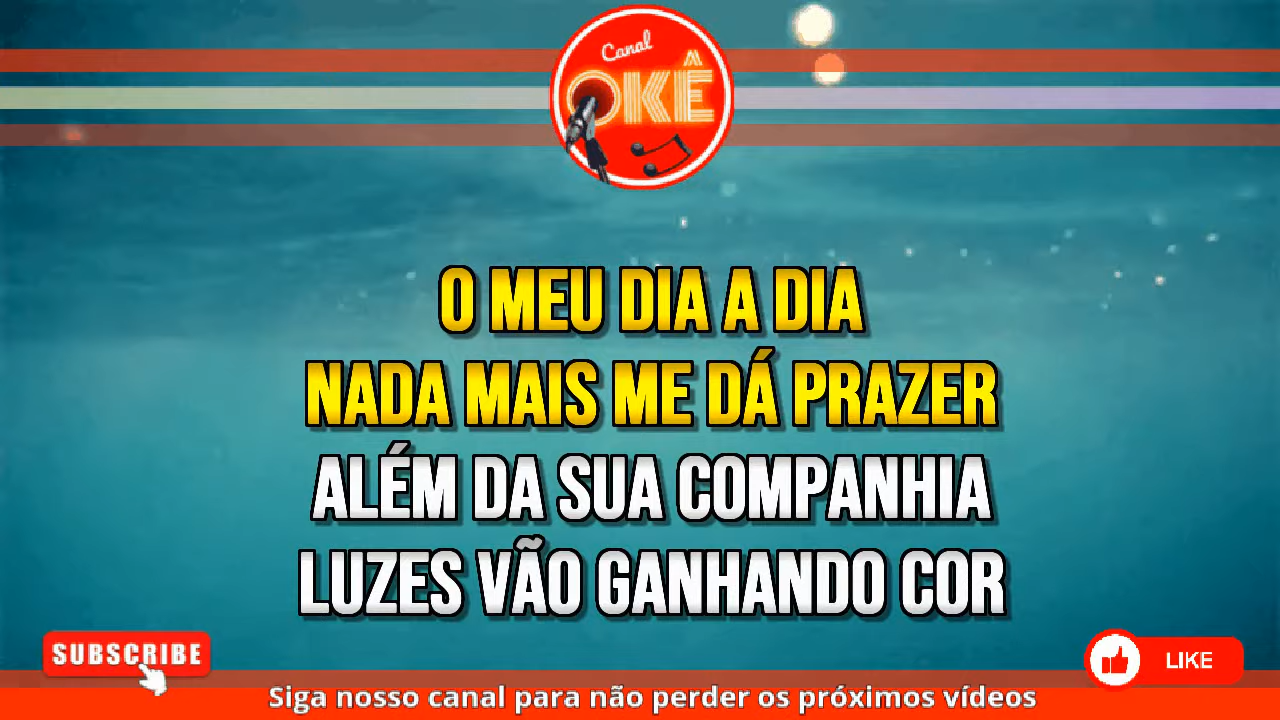 Canal
OKÊ
O MEU DIA A DIA
NADA MAIS ME DÁ PRAZER
ALÉM DA SUA COMPANHIA
LUZES VÃO GANHANDO COR
SUBSCRIBE
LIKE
Siga nosso canal para não perder os próximos vídeos